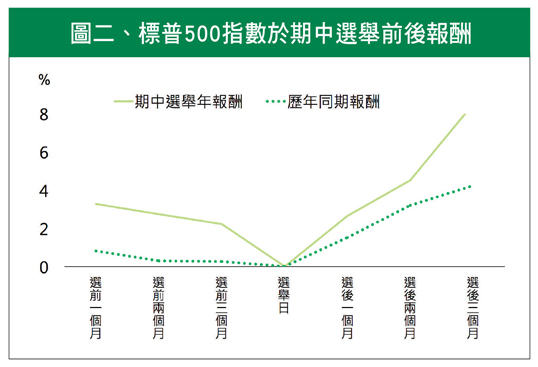 圖二、標普500指數於期中選舉前後報酬
%
期中選舉年報酬 歷年同期報酬
8
6
4
2
0
選前一個月
選前兩個月
選前三個月
選舉日
選後一個月
選後兩個月
選後三個月